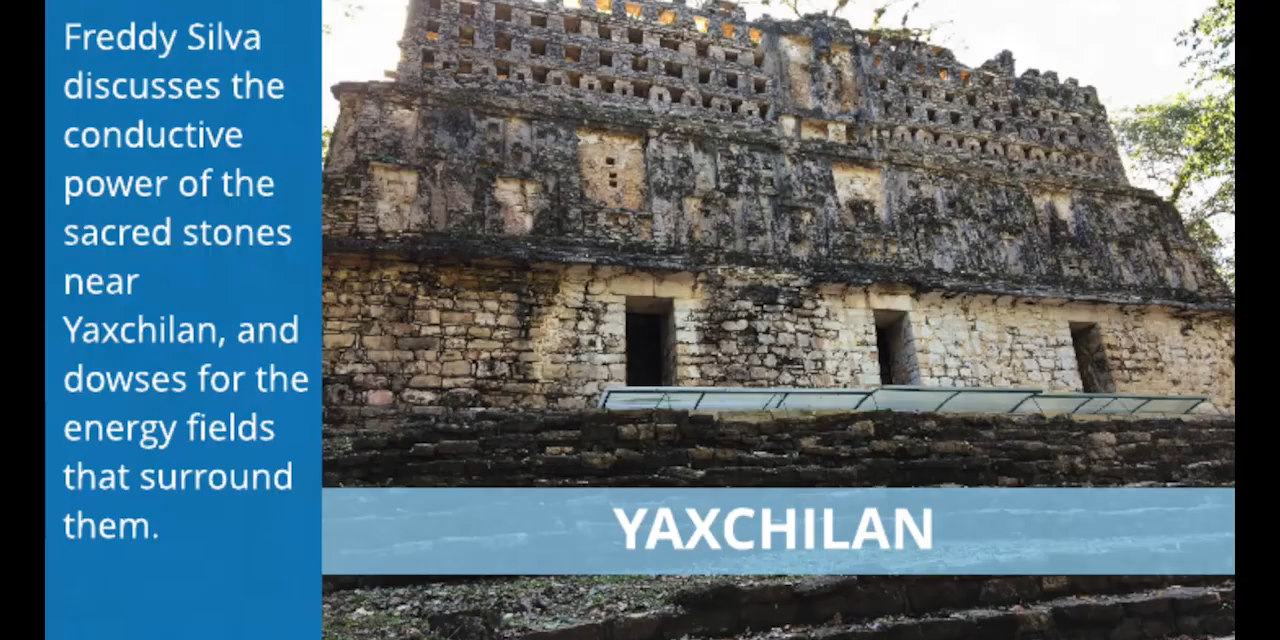 Freddy Silva
discusses the
conductive
power of the
sacred stones
near
Yaxchilan, and
dowses for the
energy fields
that surround
them.
YAXCHILAN